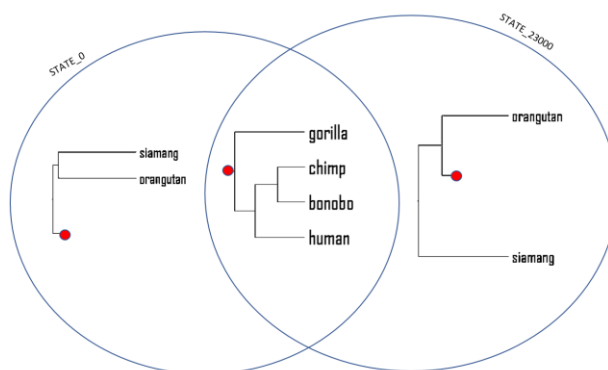 STATE_0
siamang
orangutan
gorilla
chimp
bonobo
human
STATE_23000
orangutan
siamang